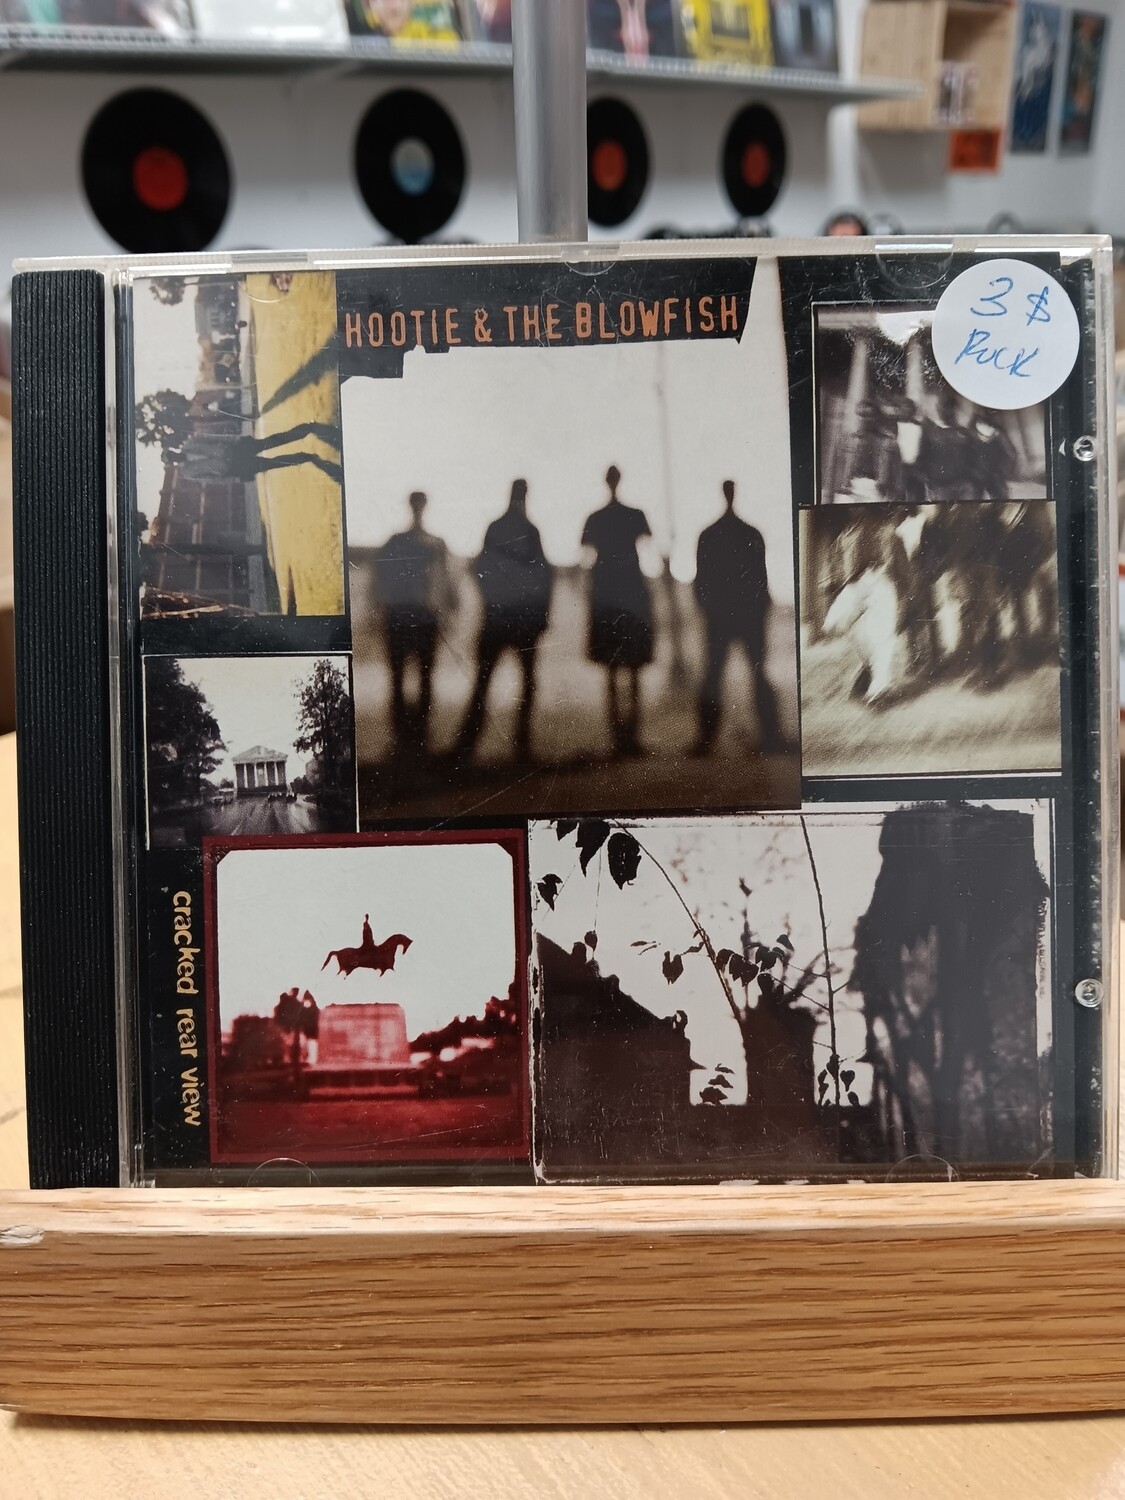 HOOTIE & THE BLOWFISH
3 $
Rock
cracked rear view